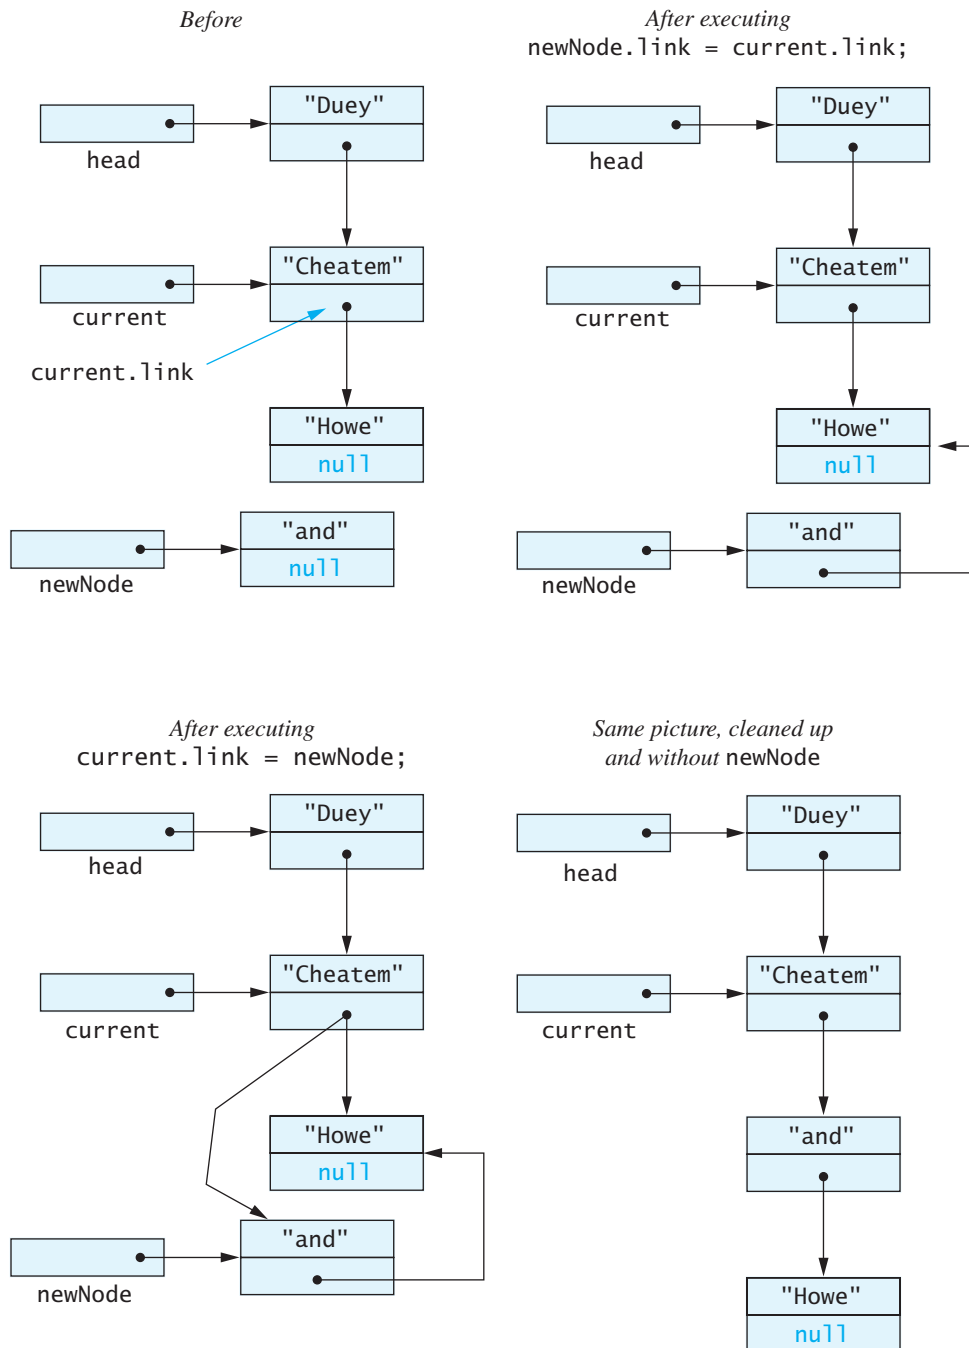 Before
"Duey"
head
"Cheatem"
current
current.link
"Howe"
null
"and"
null
newNode
After executing
newNode.link = current.link;
"Duey"
head
"Cheatem"
current
"Howe"
null
"and"
newNode
After executing
current.link = newNode;
"Duey"
head
"Cheatem"
current
"Howe"
null
"and"
newNode
Same picture, cleaned up
and without newNode
"Duey"
head
"Cheatem"
current
"and"
"Howe"
null